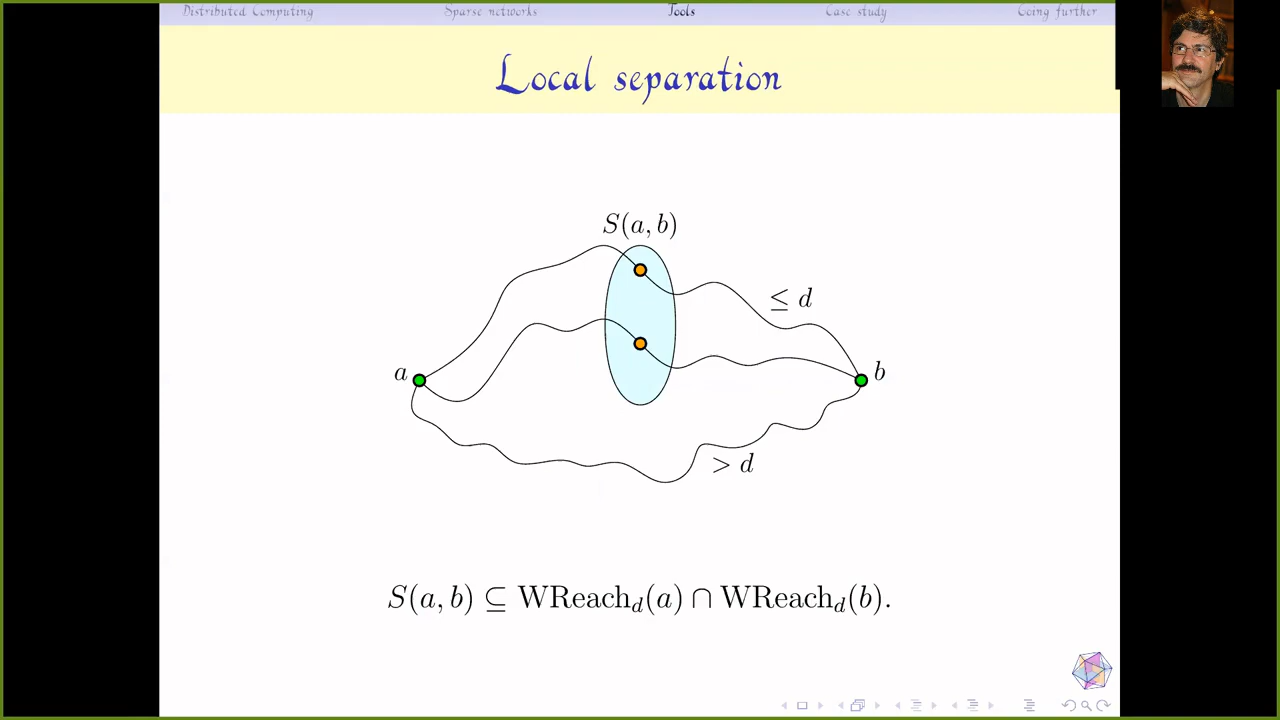 Distributed Computing Sparse networks Tools Case study Going further
Local separation
S(a, b)
≤ d
a
b
> d
S(a, b) ⊆ WReach_d(a) ∩ WReach_d(b).